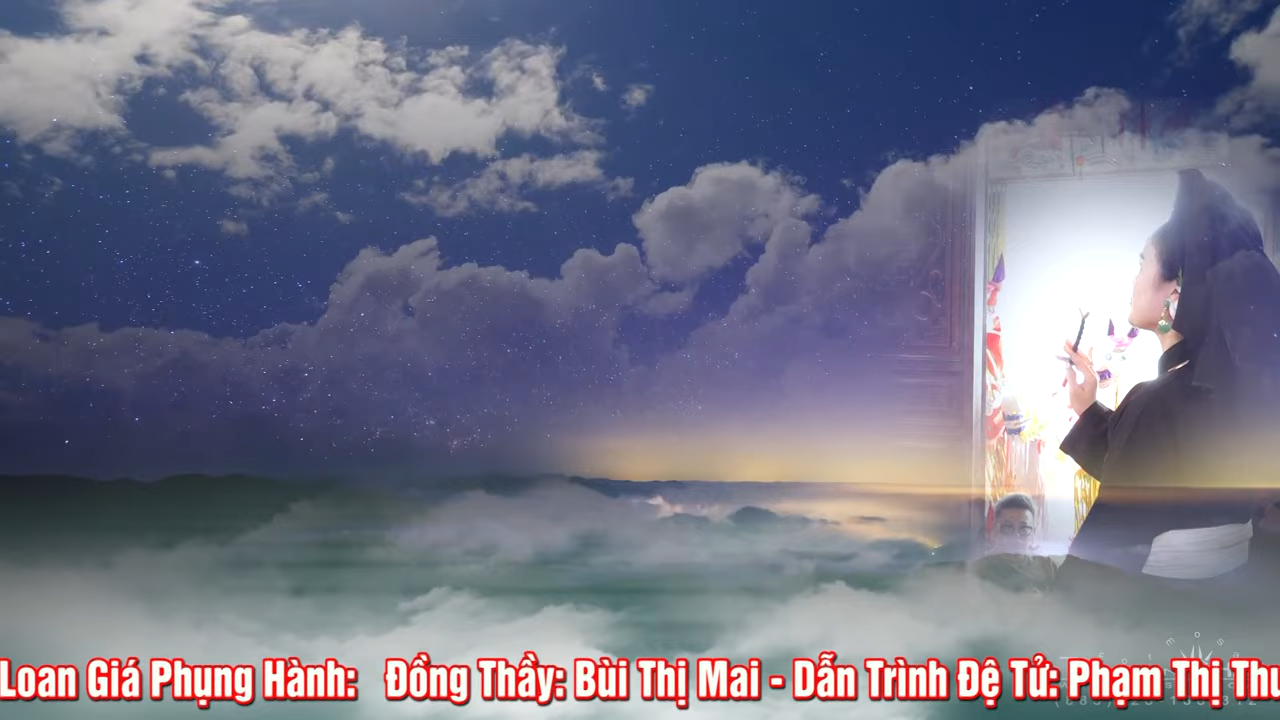 Loan Giá Phụng Hành: Đồng Thầy: Bùi Thị Mai - Dẫn Trình Đệ Tử: Phạm Thị Thu